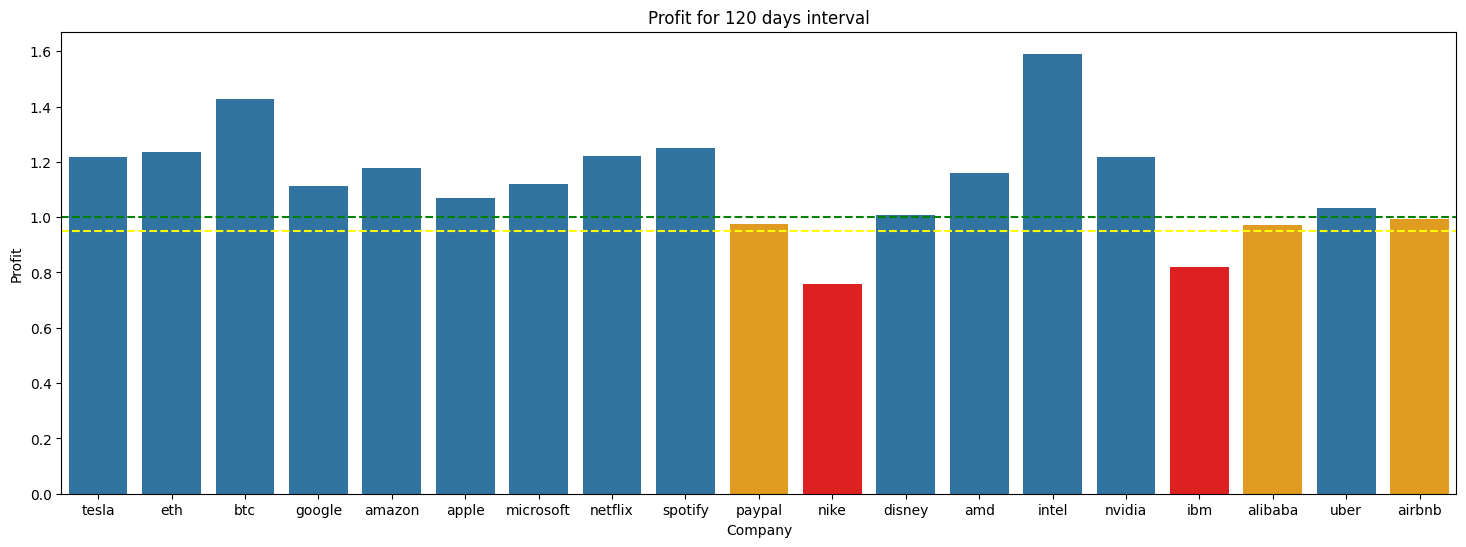 Profit for 120 days interval
1.6
1.4
1.2
1.0
0.8
0.6
0.4
0.2
0.0
Profit
tesla eth btc google amazon apple microsoft netflix spotify paypal nike disney amd intel nvidia ibm alibaba uber airbnb
Company